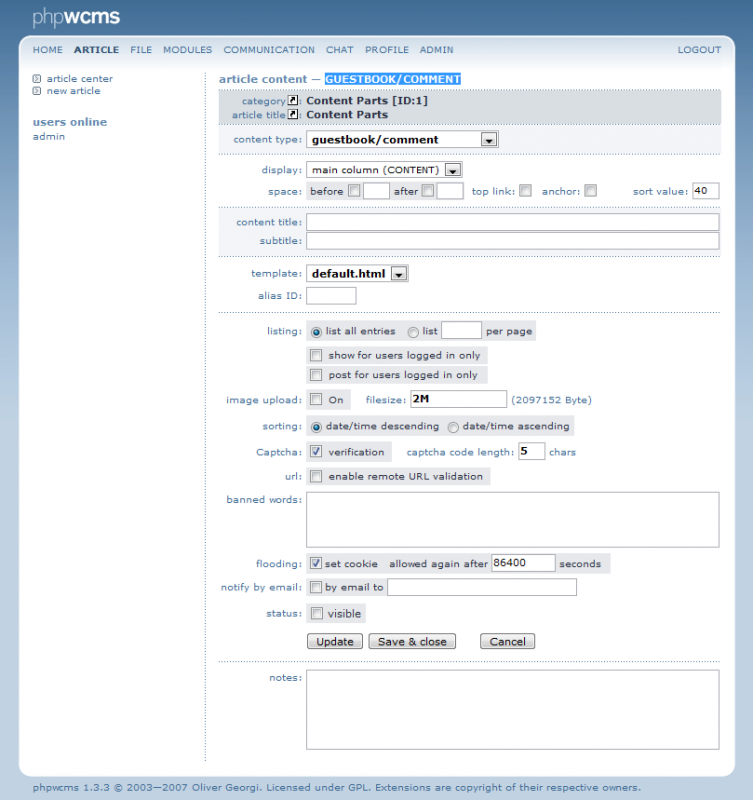 phpwcms
HOME ARTICLE FILE MODULES COMMUNICATION CHAT PROFILE ADMIN LOGOUT
article center
new article
users online
admin
article content — GUESTBOOK/COMMENT
category : Content Parts [ID:1]
article title : Content Parts
content type: guestbook/comment
display: main column (CONTENT)
space: before after top link: anchor: sort value: 40
content title:
subtitle:
template: default.html
alias ID:
listing: list all entries list per page
show for users logged in only
post for users logged in only
image upload: On filesize: 2M (2097152 Byte)
sorting: date/time descending date/time ascending
Captcha: verification captcha code length: 5 chars
url: enable remote URL validation
banned words:
flooding: set cookie allowed again after 86400 seconds
notify by email: by email to
status: visible
Update Save & close Cancel
notes:
phpwcms 1.3.3 © 2003—2007 Oliver Georgi. Licensed under GPL. Extensions are copyright of their respective owners.